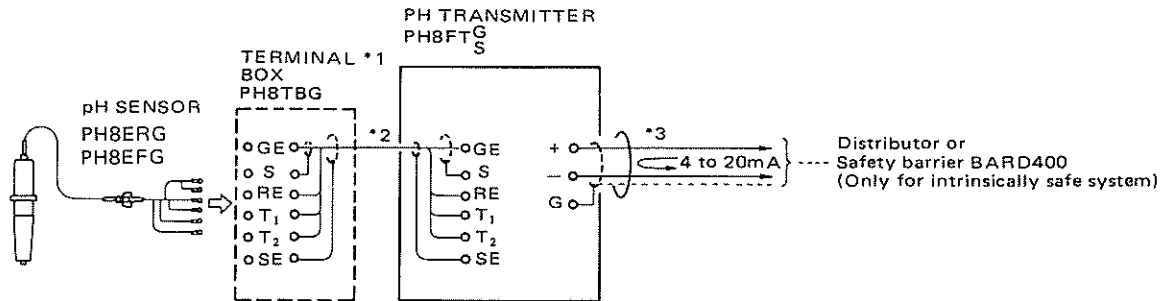 PH TRANSMITTER
PH8FTG
S
TERMINAL *1
BOX
PH8TBG
pH SENSOR
PH8ERG
PH8EFG
GE
S
RE
T1
T2
SE
*2
GE
S
RE
T1
T2
SE
+
−
G
*3
4 to 20mA
Distributor or
Safety barrier BARD400
(Only for intrinsically safe system)